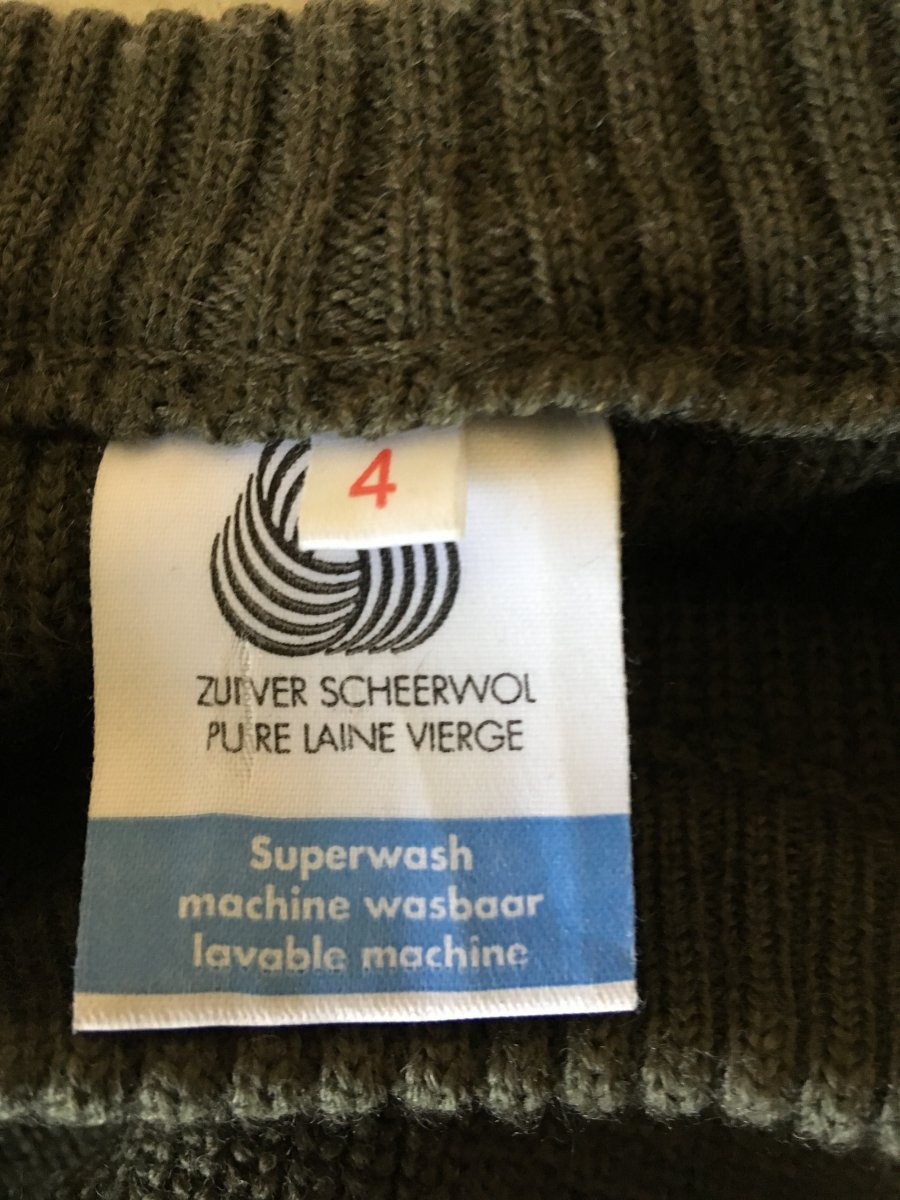 4
ZUIVER SCHEERWOL
PURE LAINE VIERGE
Superwash
machine wasbaar
lavable machine